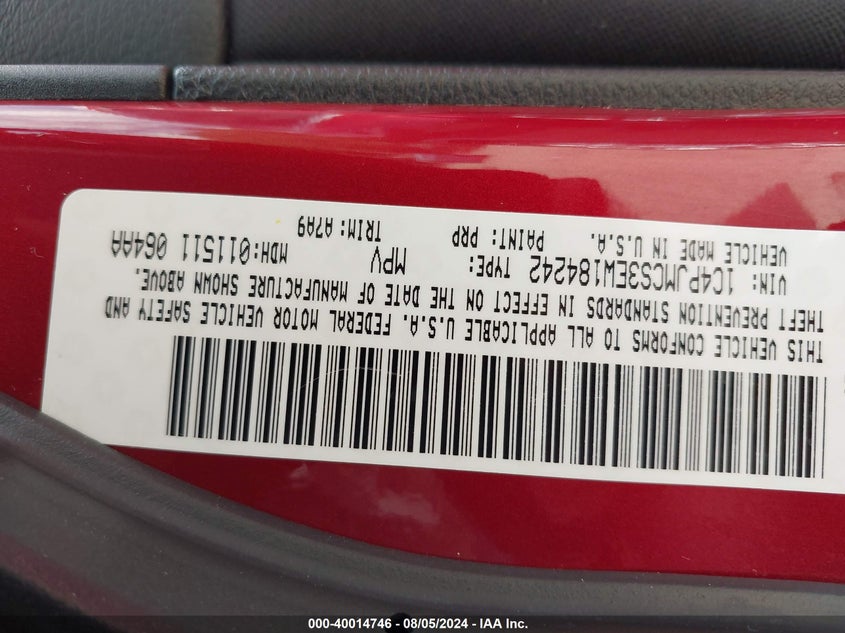 THIS VEHICLE CONFORMS TO ALL APPLICABLE U.S.A. FEDERAL MOTOR VEHICLE SAFETY AND
THEFT PREVENTION STANDARDS IN EFFECT ON THE DATE OF MANUFACTURE SHOWN ABOVE.
VIN: 1C4PJMCS3EW184242 TYPE: MPV MDH:011511 064AA
VEHICLE MADE IN U.S.A. PAINT: PRP TRIM: A7A9
000-40014746 - 08/05/2024 - IAA Inc.